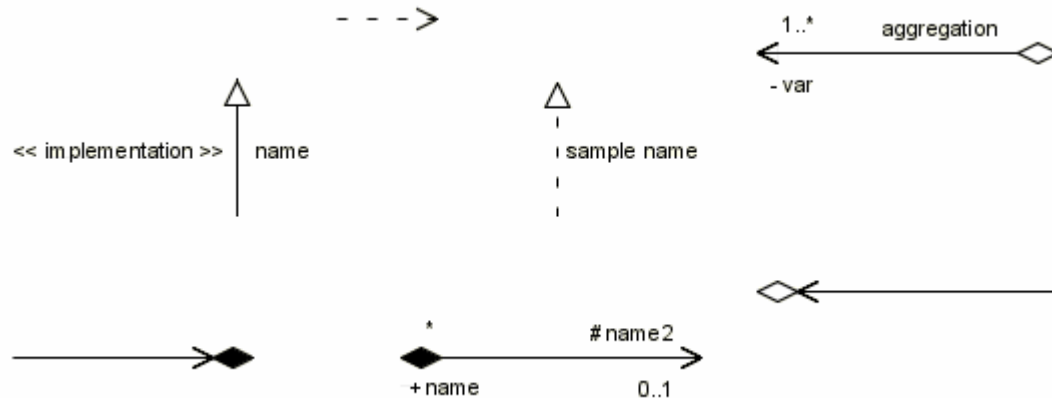 1..* aggregation
- var
<< implementation >> name
sample name
*
# name2
+ name
0..1